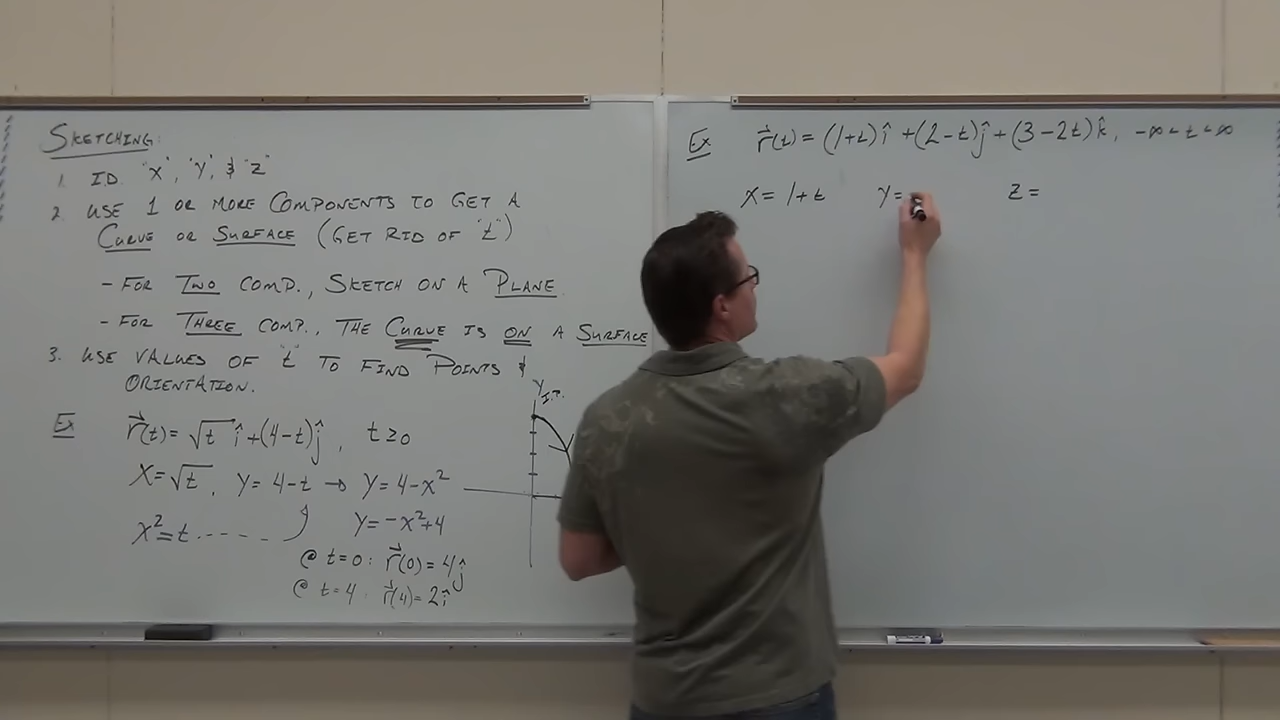 SKETCHING:
1. ID. "X", "Y", & "Z"
2. USE 1 OR MORE COMPONENTS TO GET A
CURVE OR SURFACE (GET RID OF "t")
- FOR TWO COMP., SKETCH ON A PLANE
- FOR THREE COMP., THE CURVE IS ON A SURFACE
3. USE VALUES OF "t" TO FIND POINTS &
ORIENTATION.
Ex r⃗(t) = √t î + (4-t)ĵ, t ≥ 0
X = √t, Y = 4-t → Y = 4-X²
X² = t ------ Y = -X²+4
@ t=0: r⃗(0) = 4ĵ
@ t=4: r⃗(4) = 2î
Y
I.P.
Ex r⃗(t) = (1+t)î + (2-t)ĵ + (3-2t)k̂, -∞ < t < ∞
X = 1+t Y = Z =